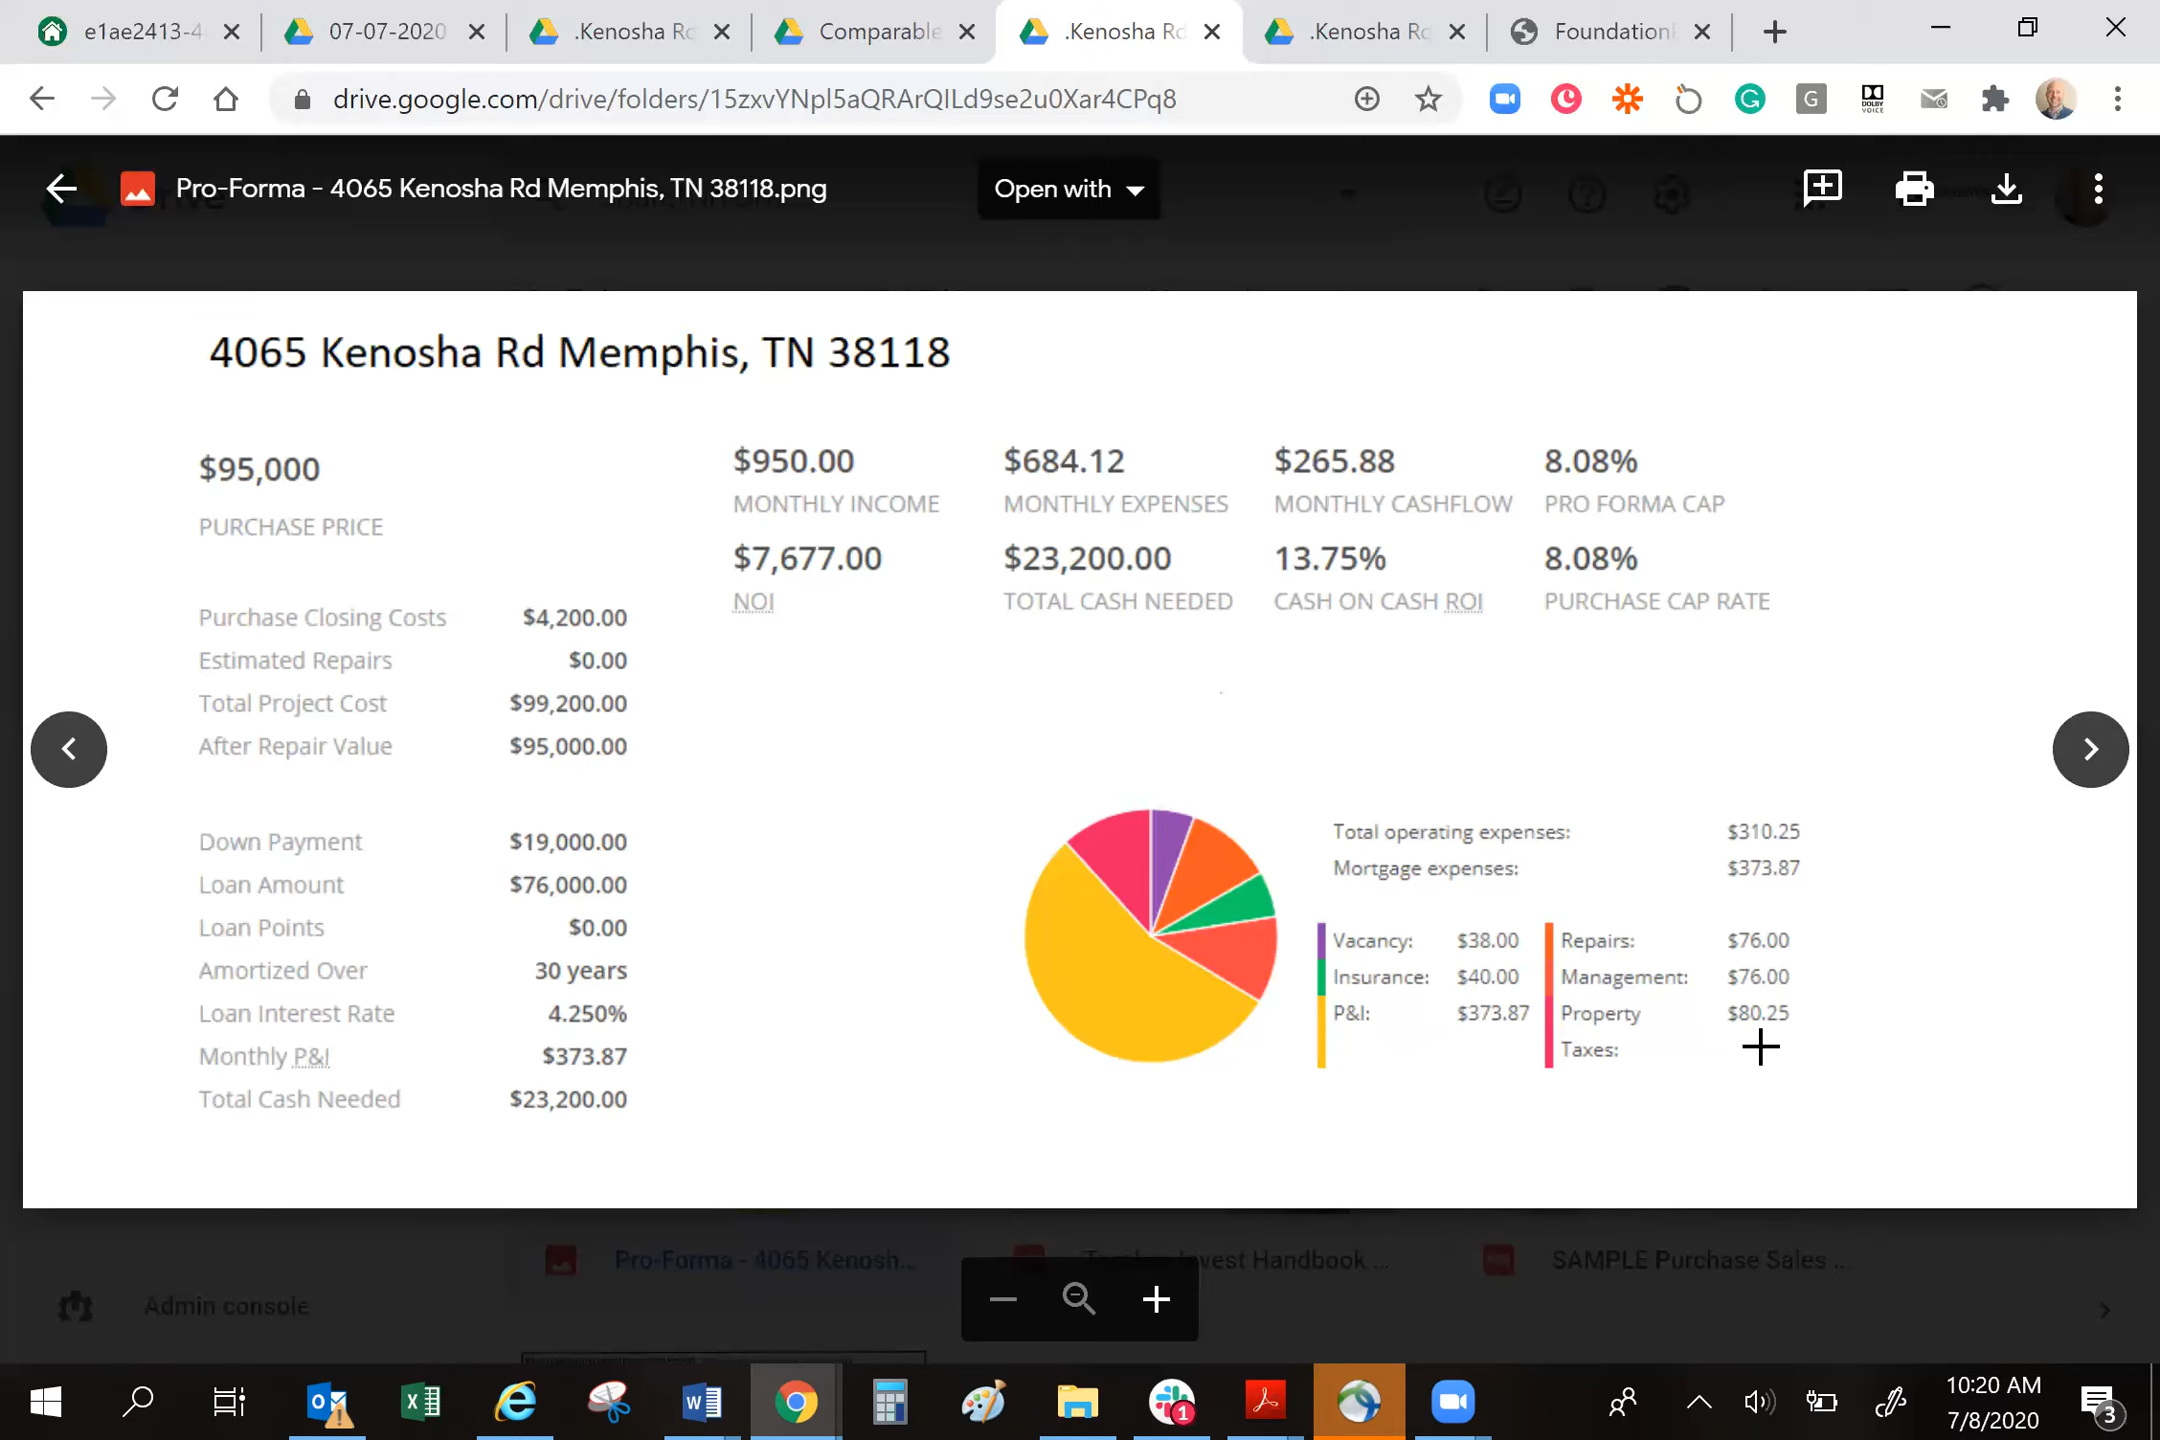 e1ae2413-4
07-07-2020
.Kenosha Rd
Comparable
.Kenosha Rd
.Kenosha Rd
Foundation
drive.google.com/drive/folders/15zxvYNpl5aQRArQILd9se2u0Xar4CPq8
DOLBY
VOICE
Pro-Forma - 4065 Kenosha Rd Memphis, TN 38118.png
Open with
4065 Kenosha Rd Memphis, TN 38118
$95,000
PURCHASE PRICE
$950.00 $684.12 $265.88 8.08%
MONTHLY INCOME MONTHLY EXPENSES MONTHLY CASHFLOW PRO FORMA CAP
$7,677.00 $23,200.00 13.75% 8.08%
NOI TOTAL CASH NEEDED CASH ON CASH ROI PURCHASE CAP RATE
Purchase Closing Costs $4,200.00
Estimated Repairs $0.00
Total Project Cost $99,200.00
After Repair Value $95,000.00
Down Payment $19,000.00
Loan Amount $76,000.00
Loan Points $0.00
Amortized Over 30 years
Loan Interest Rate 4.250%
Monthly P&I $373.87
Total Cash Needed $23,200.00
Total operating expenses: $310.25
Mortgage expenses: $373.87
Vacancy: $38.00 Repairs: $76.00
Insurance: $40.00 Management: $76.00
P&I: $373.87 Property $80.25
Taxes:
Pro-Forma - 4065 Kenosh...
vest Handbook ...
SAMPLE Purchase Sales ...
Admin console
1
10:20 AM
7/8/2020
3